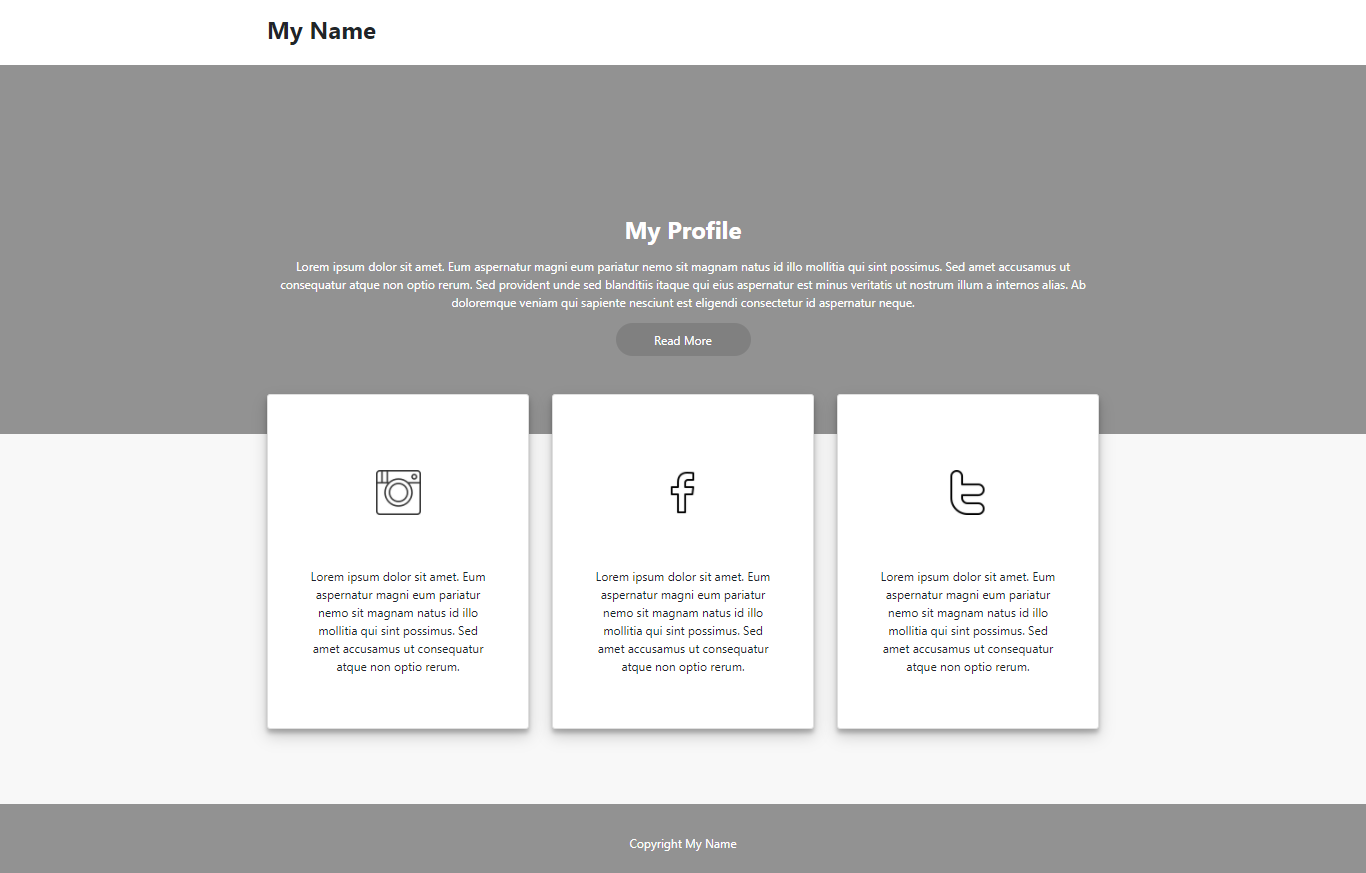 My Name
My Profile
Lorem ipsum dolor sit amet. Eum aspernatur magni eum pariatur nemo sit magnam natus id illo mollitia qui sint possimus. Sed amet accusamus ut
consequatur atque non optio rerum. Sed provident unde sed blanditiis itaque qui eius aspernatur est minus veritatis ut nostrum illum a internos alias. Ab
doloremque veniam qui sapiente nesciunt est eligendi consectetur id aspernatur neque.
Read More
Lorem ipsum dolor sit amet. Eum
aspernatur magni eum pariatur
nemo sit magnam natus id illo
mollitia qui sint possimus. Sed
amet accusamus ut consequatur
atque non optio rerum.
Lorem ipsum dolor sit amet. Eum
aspernatur magni eum pariatur
nemo sit magnam natus id illo
mollitia qui sint possimus. Sed
amet accusamus ut consequatur
atque non optio rerum.
Lorem ipsum dolor sit amet. Eum
aspernatur magni eum pariatur
nemo sit magnam natus id illo
mollitia qui sint possimus. Sed
amet accusamus ut consequatur
atque non optio rerum.
Copyright My Name